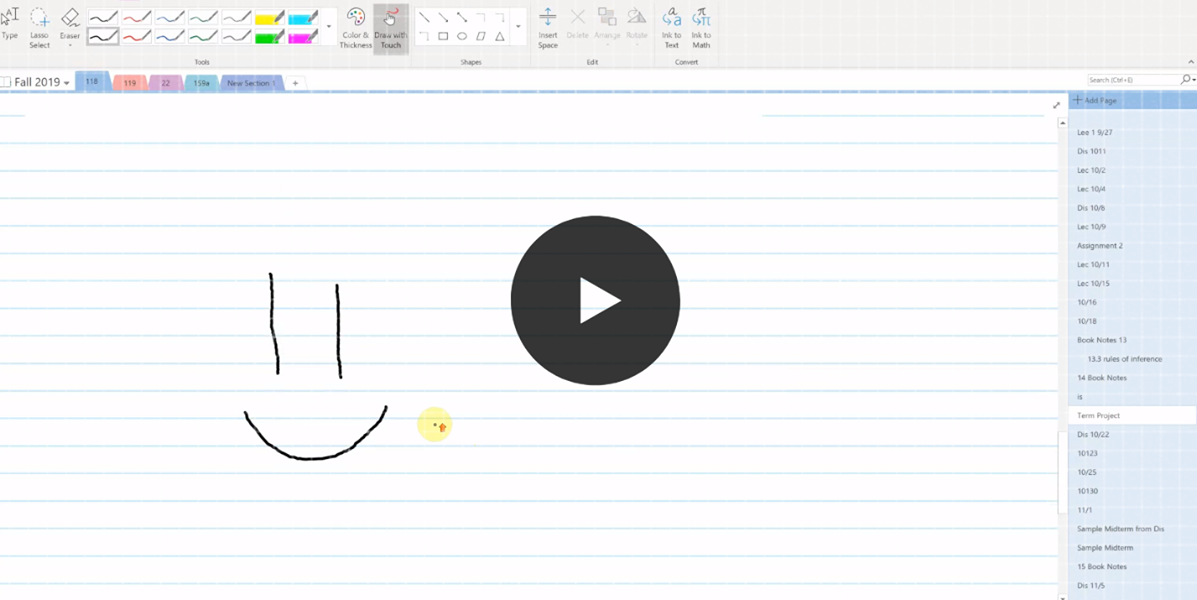 Type
Lasso
Select
Eraser
Color &
Thickness
Draw with
Touch
Insert
Space
Delete
Arrange
Rotate
Ink to
Text
Ink to
Math
Tools
Shapes
Edit
Convert
Fall 2019
118
119
22
159a
New Section 1
+
Search (Ctrl+E)
Add Page
Lee 1 9/27
Dis 1011
Lec 10/2
Lec 10/4
Dis 10/8
Lec 10/9
Assignment 2
Lec 10/11
Lec 10/15
10/16
10/18
Book Notes 13
13.3 rules of inference
14 Book Notes
is
Term Project
Dis 10/22
10123
10/25
10130
11/1
Sample Midterm from Dis
Sample Midterm
15 Book Notes
Dis 11/5